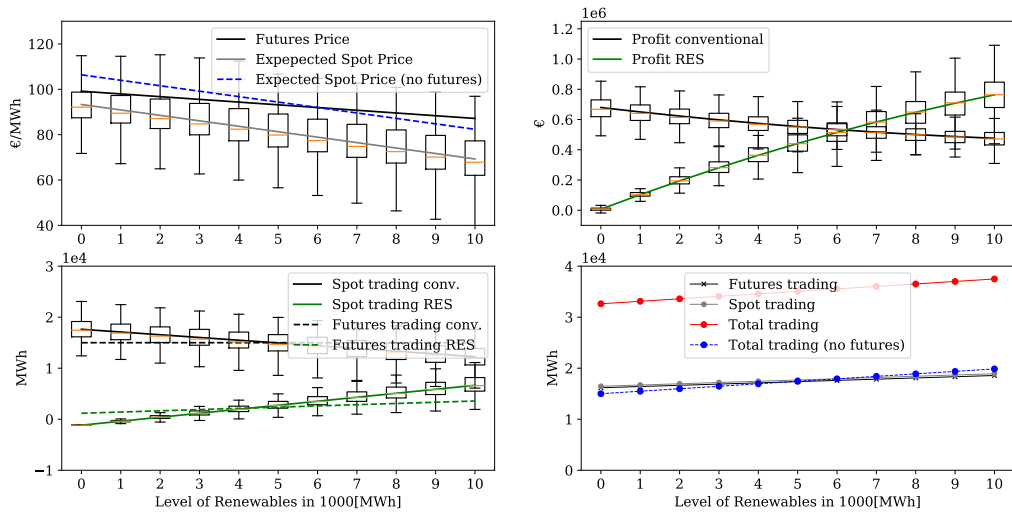 120
100
80
60
40
€/MWh
Futures Price
Expepected Spot Price
Expected Spot Price (no futures)
0 1 2 3 4 5 6 7 8 9 10
1e6
1.2
1.0
0.8
0.6
0.4
0.2
0.0
€
Profit conventional
Profit RES
0 1 2 3 4 5 6 7 8 9 10
1e4
3
2
1
0
−1
MWh
Spot trading conv.
Spot trading RES
Futures trading conv.
Futures trading RES
0 1 2 3 4 5 6 7 8 9 10
Level of Renewables in 1000[MWh]
1e4
4
3
2
1
0
MWh
Futures trading
Spot trading
Total trading
Total trading (no futures)
0 1 2 3 4 5 6 7 8 9 10
Level of Renewables in 1000[MWh]